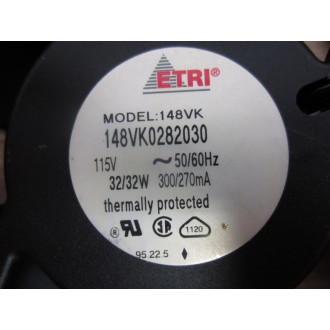 ETRI®
MODEL:148VK
148VK0282030
115V ~50/60Hz
32/32W 300/270mA
thermally protected
1120
95.22.5